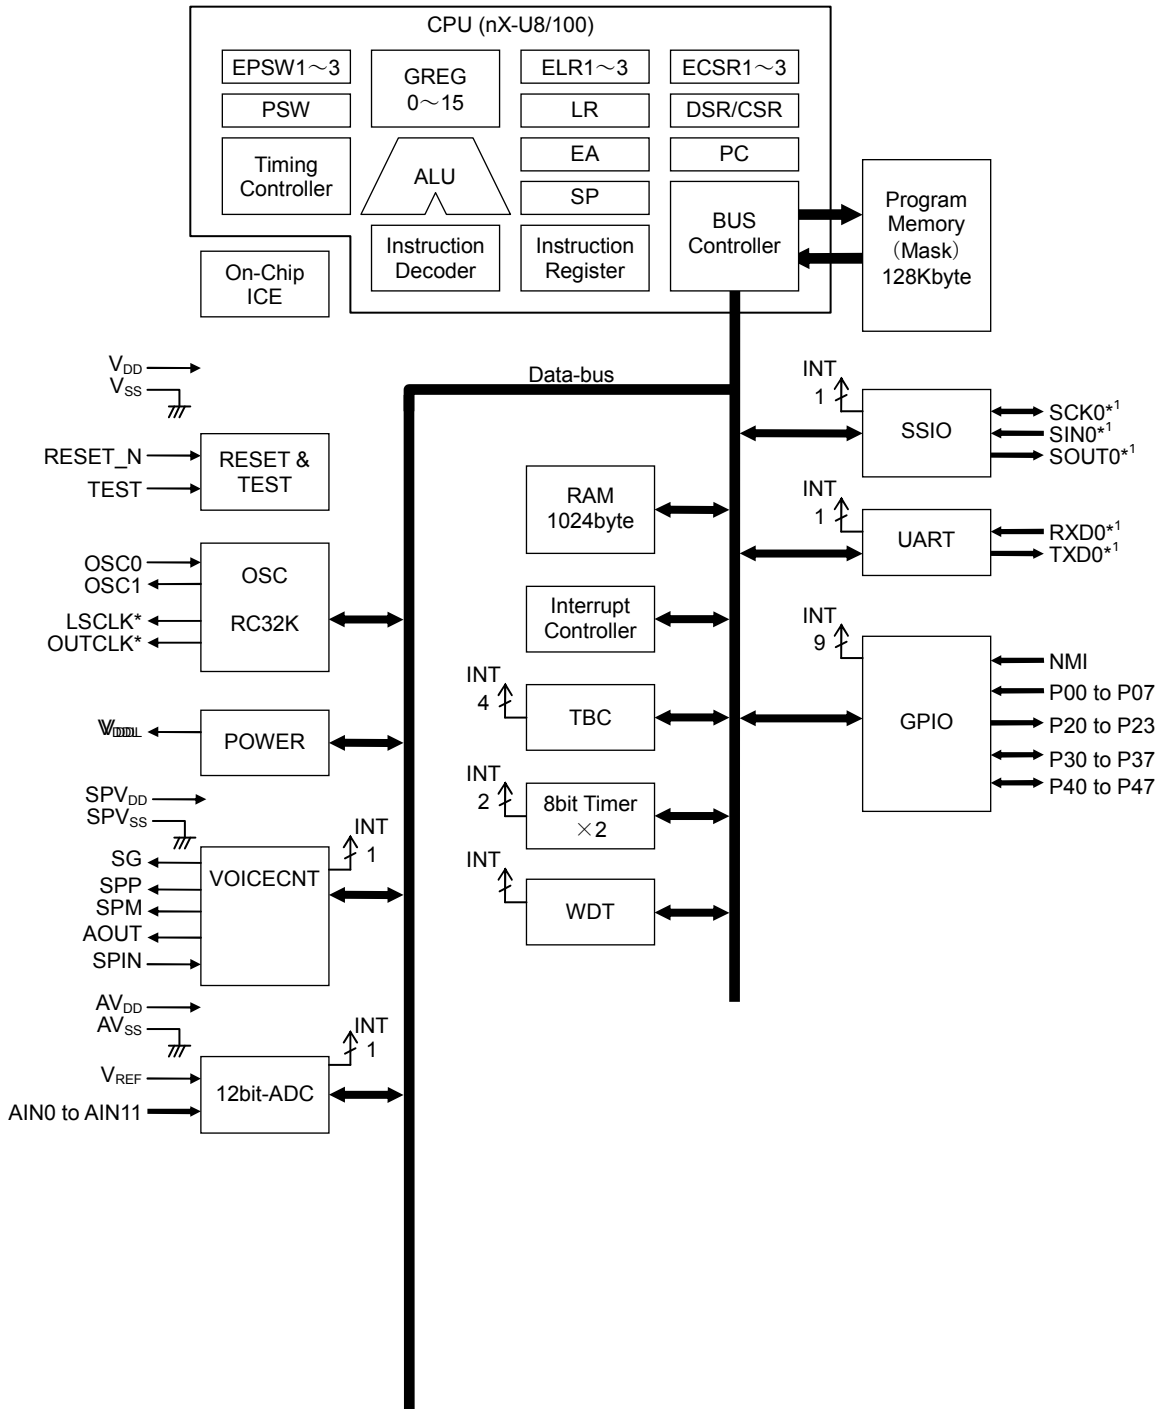 CPU (nX-U8/100)
EPSW1～3
GREG
0～15
ELR1～3
ECSR1～3
PSW
LR
DSR/CSR
Timing
Controller
ALU
EA
PC
SP
BUS
Controller
Program
Memory
（Mask）
128Kbyte
Instruction
Decoder
Instruction
Register
On-Chip
ICE
VDD
VSS
Data-bus
INT
1
SSIO
SCK0*1
SIN0*1
SOUT0*1
RESET_N
TEST
RESET &
TEST
RAM
1024byte
INT
1
UART
RXD0*1
TXD0*1
OSC0
OSC1
LSCLK*
OUTCLK*
OSC
RC32K
Interrupt
Controller
INT
9
GPIO
NMI
P00 to P07
P20 to P23
P30 to P37
P40 to P47
INT
4
TBC
POWER
INT
2
8bit Timer
×2
SPVDD
SPVSS
SG
SPP
SPM
AOUT
SPIN
VOICECNT
INT
1
INT
WDT
AVDD
AVSS
VREF
AIN0 to AIN11
12bit-ADC
INT
1